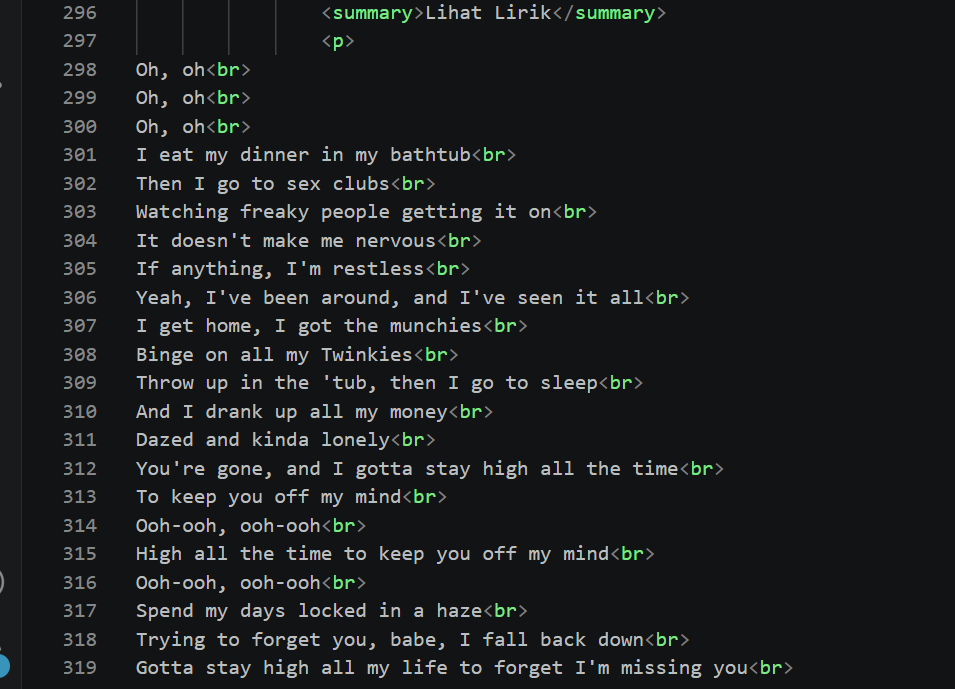 296 <summary>Lihat Lirik</summary>
297 <p>
298 Oh, oh<br>
299 Oh, oh<br>
300 Oh, oh<br>
301 I eat my dinner in my bathtub<br>
302 Then I go to sex clubs<br>
303 Watching freaky people getting it on<br>
304 It doesn't make me nervous<br>
305 If anything, I'm restless<br>
306 Yeah, I've been around, and I've seen it all<br>
307 I get home, I got the munchies<br>
308 Binge on all my Twinkies<br>
309 Throw up in the 'tub, then I go to sleep<br>
310 And I drank up all my money<br>
311 Dazed and kinda lonely<br>
312 You're gone, and I gotta stay high all the time<br>
313 To keep you off my mind<br>
314 Ooh-ooh, ooh-ooh<br>
315 High all the time to keep you off my mind<br>
316 Ooh-ooh, ooh-ooh<br>
317 Spend my days locked in a haze<br>
318 Trying to forget you, babe, I fall back down<br>
319 Gotta stay high all my life to forget I'm missing you<br>